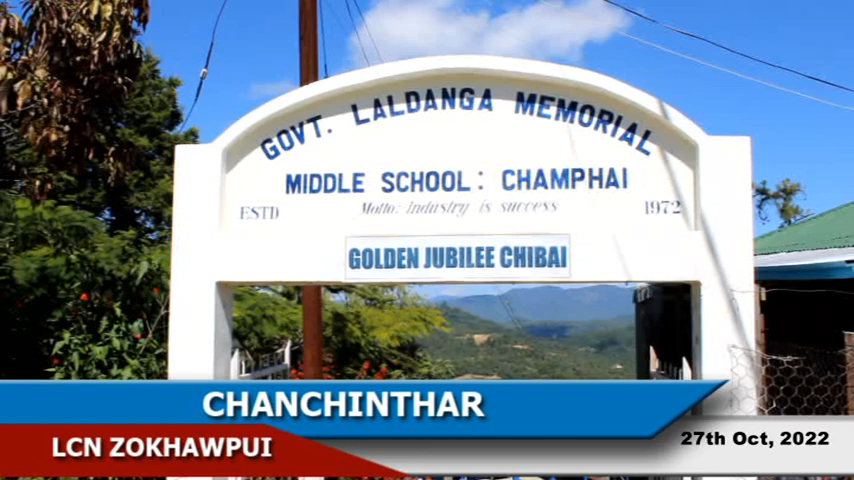 GOVT. LALDANGA MEMORIAL
MIDDLE SCHOOL: CHAMPHAI
ESTD Motto: Industry is success 1972
GOLDEN JUBILEE CHIBAI
CHANCHINTHAR
LCN ZOKHAWPUI
27th Oct, 2022